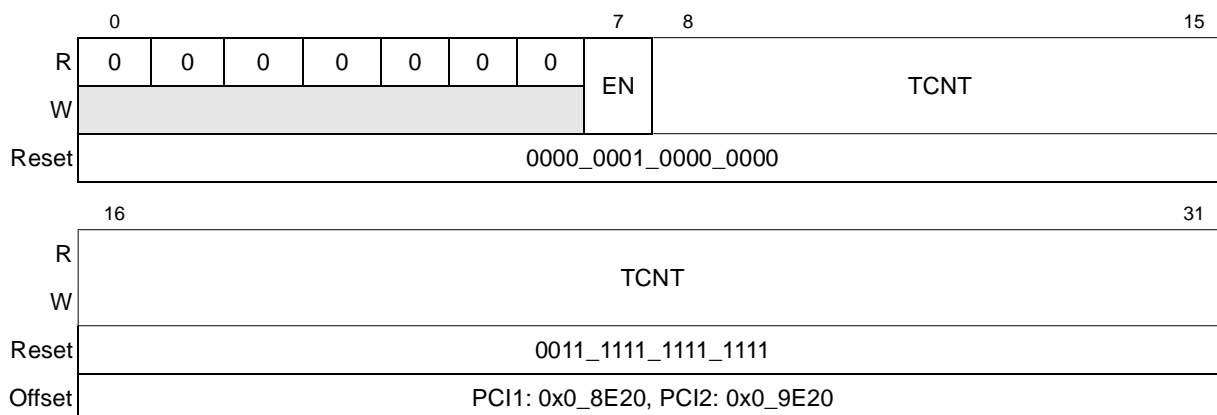 0 7 8 15
R 0 0 0 0 0 0 0 EN TCNT
W
Reset 0000_0001_0000_0000
16 31
R TCNT
W
Reset 0011_1111_1111_1111
Offset PCI1: 0x0_8E20, PCI2: 0x0_9E20